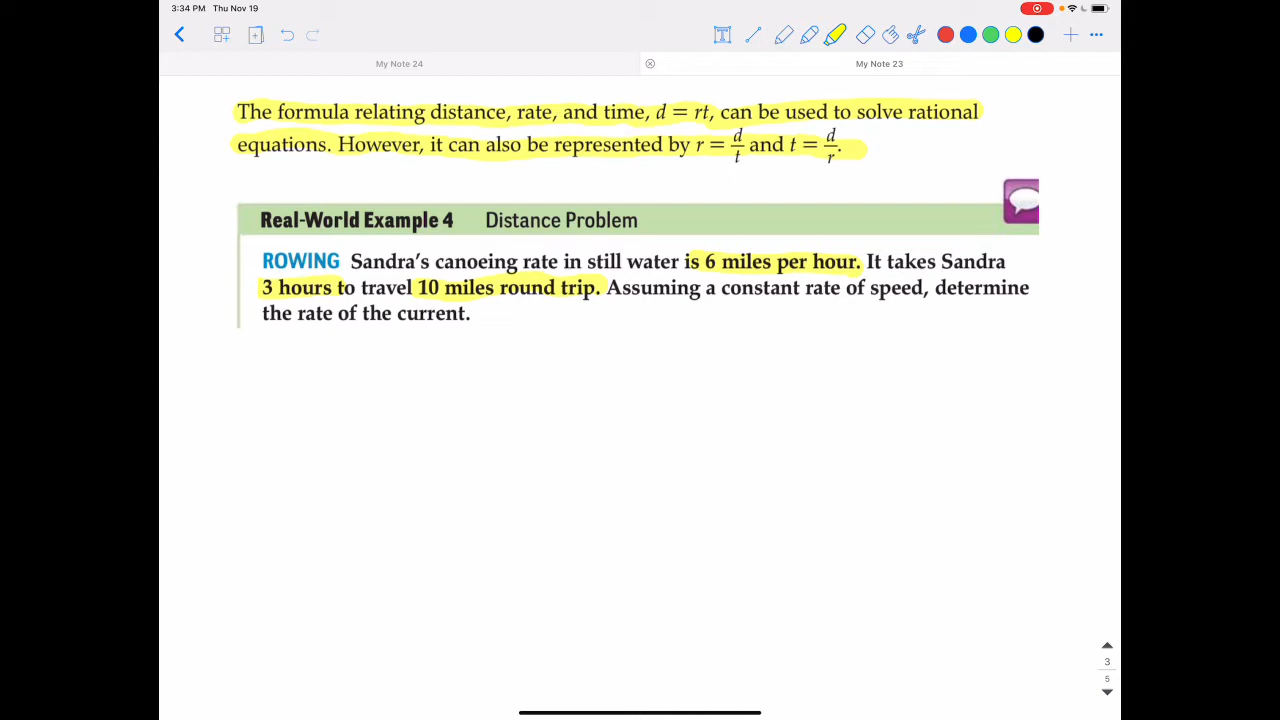 3:34 PM Thu Nov 19
My Note 24
My Note 23
The formula relating distance, rate, and time, d = rt, can be used to solve rational
equations. However, it can also be represented by r = d/t and t = d/r.
Real-World Example 4 Distance Problem
ROWING Sandra's canoeing rate in still water is 6 miles per hour. It takes Sandra
3 hours to travel 10 miles round trip. Assuming a constant rate of speed, determine
the rate of the current.
3
5